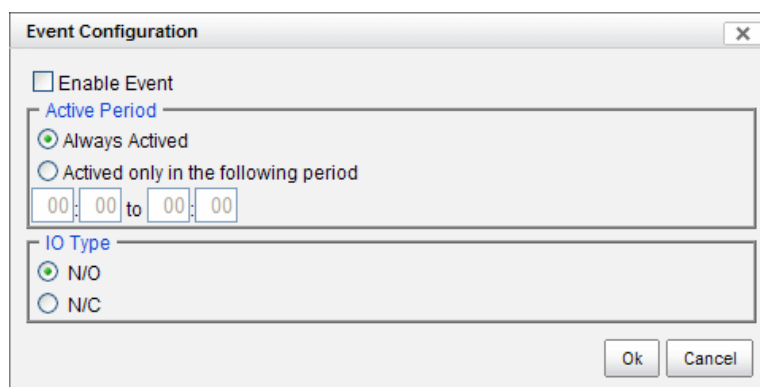 Event Configuration
Enable Event
Active Period
Always Actived
Actived only in the following period
00: 00 to 00: 00
IO Type
N/O
N/C
Ok Cancel